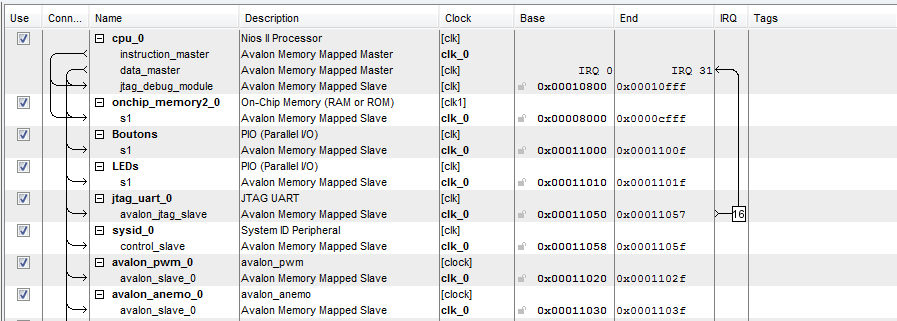 Use Conn... Name Description Clock Base End IRQ Tags
cpu_0 Nios II Processor [clk]
instruction_master Avalon Memory Mapped Master clk_0
data_master Avalon Memory Mapped Master [clk] IRQ 0 IRQ 31
jtag_debug_module Avalon Memory Mapped Slave [clk] 0x00010800 0x00010fff
onchip_memory2_0 On-Chip Memory (RAM or ROM) [clk1]
s1 Avalon Memory Mapped Slave clk_0 0x00008000 0x0000cfff
Boutons PIO (Parallel I/O) [clk]
s1 Avalon Memory Mapped Slave clk_0 0x00011000 0x0001100f
LEDs PIO (Parallel I/O) [clk]
s1 Avalon Memory Mapped Slave clk_0 0x00011010 0x0001101f
jtag_uart_0 JTAG UART [clk]
avalon_jtag_slave Avalon Memory Mapped Slave clk_0 0x00011050 0x00011057 16
sysid_0 System ID Peripheral [clk]
control_slave Avalon Memory Mapped Slave clk_0 0x00011058 0x0001105f
avalon_pwm_0 avalon_pwm [clock]
avalon_slave_0 Avalon Memory Mapped Slave clk_0 0x00011020 0x0001102f
avalon_anemo_0 avalon_anemo [clock]
avalon_slave_0 Avalon Memory Mapped Slave clk_0 0x00011030 0x0001103f